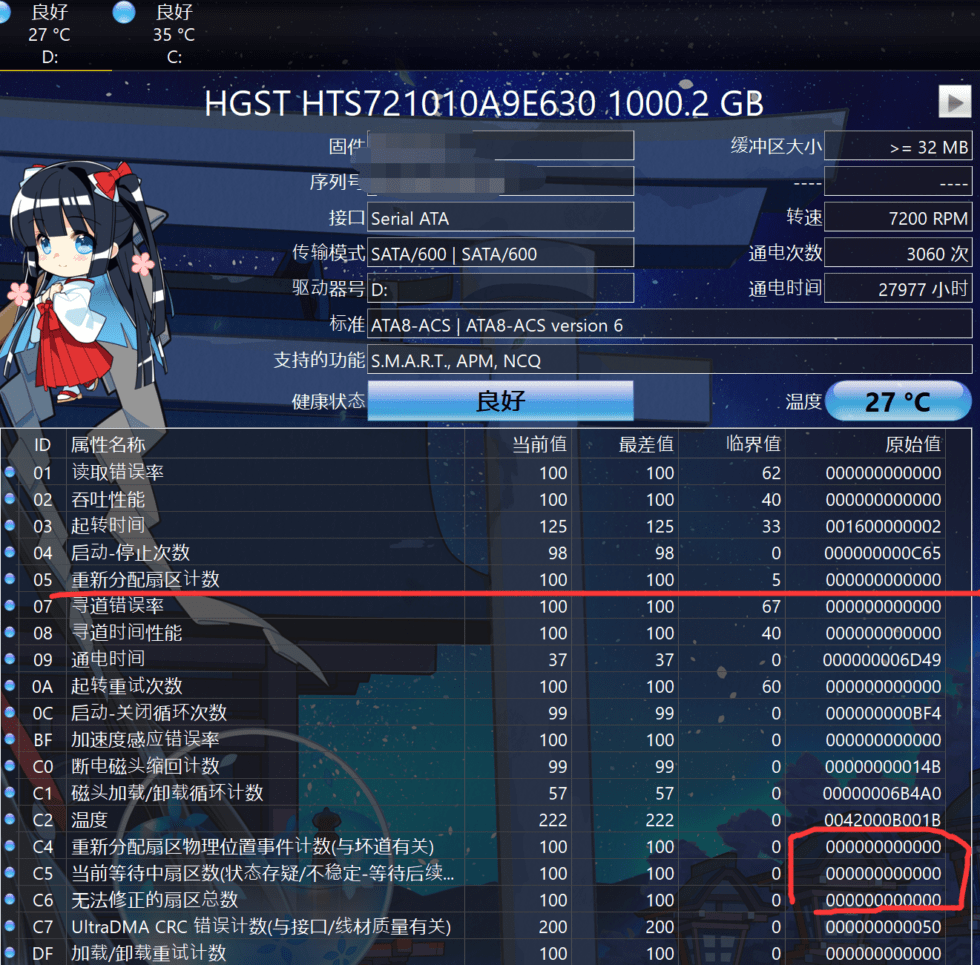 良好 良好
27 °C 35 °C
D: C:
HGST HTS721010A9E630 1000.2 GB
固件 缓冲区大小 >= 32 MB
序列号 ---- ----
接口 Serial ATA 转速 7200 RPM
传输模式 SATA/600 | SATA/600 通电次数 3060 次
驱动器号 D: 通电时间 27977 小时
标准 ATA8-ACS | ATA8-ACS version 6
支持的功能 S.M.A.R.T., APM, NCQ
健康状态 良好 温度 27 °C
ID 属性名称 当前值 最差值 临界值 原始值
01 读取错误率 100 100 62 000000000000
02 吞吐性能 100 100 40 000000000000
03 起转时间 125 125 33 001600000002
04 启动-停止次数 98 98 0 000000000C65
05 重新分配扇区计数 100 100 5 000000000000
07 寻道错误率 100 100 67 000000000000
08 寻道时间性能 100 100 40 000000000000
09 通电时间 37 37 0 000000006D49
0A 起转重试次数 100 100 60 000000000000
0C 启动-关闭循环次数 99 99 0 000000000BF4
BF 加速度感应错误率 100 100 0 000000000000
C0 断电磁头缩回计数 99 99 0 00000000014B
C1 磁头加载/卸载循环计数 57 57 0 00000006B4A0
C2 温度 222 222 0 0042000B001B
C4 重新分配扇区物理位置事件计数(与坏道有关) 100 100 0 000000000000
C5 当前等待中扇区数(状态存疑/不稳定-等待后续... 100 100 0 000000000000
C6 无法修正的扇区总数 100 100 0 000000000000
C7 UltraDMA CRC 错误计数(与接口/线材质量有关) 200 200 0 000000000050
DF 加载/卸载重试计数 100 100 0 000000000000